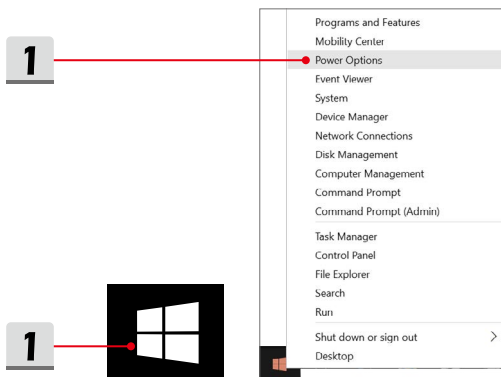 1
Programs and Features
Mobility Center
Power Options
Event Viewer
System
Device Manager
Network Connections
Disk Management
Computer Management
Command Prompt
Command Prompt (Admin)
Task Manager
Control Panel
File Explorer
Search
Run
Shut down or sign out
Desktop
1